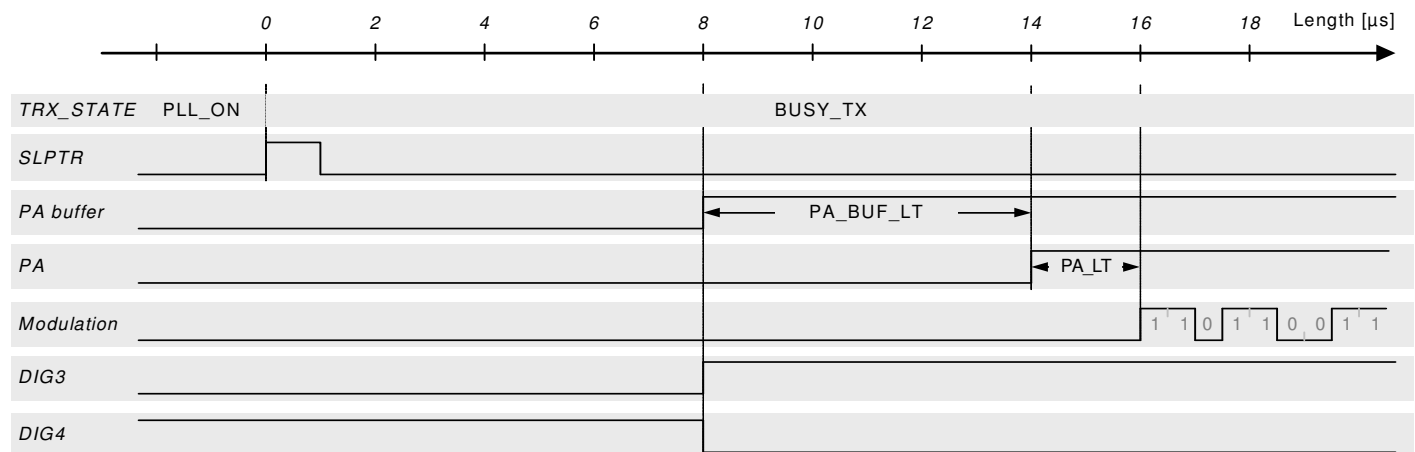 0 2 4 6 8 10 12 14 16 18 Length [µs]
TRX_STATE PLL_ON BUSY_TX
SLPTR
PA buffer PA_BUF_LT
PA PA_LT
Modulation 1 1 0 1 1 0 0 1 1
DIG3
DIG4